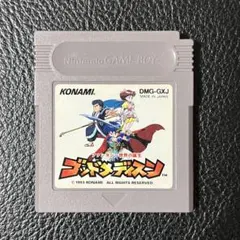 Nintendo GAME BOY
KONAMI
DMG-GXJ
MADE IN JAPAN
ゴッドメディスン
© 1993 KONAMI ALL RIGHTS RESERVED